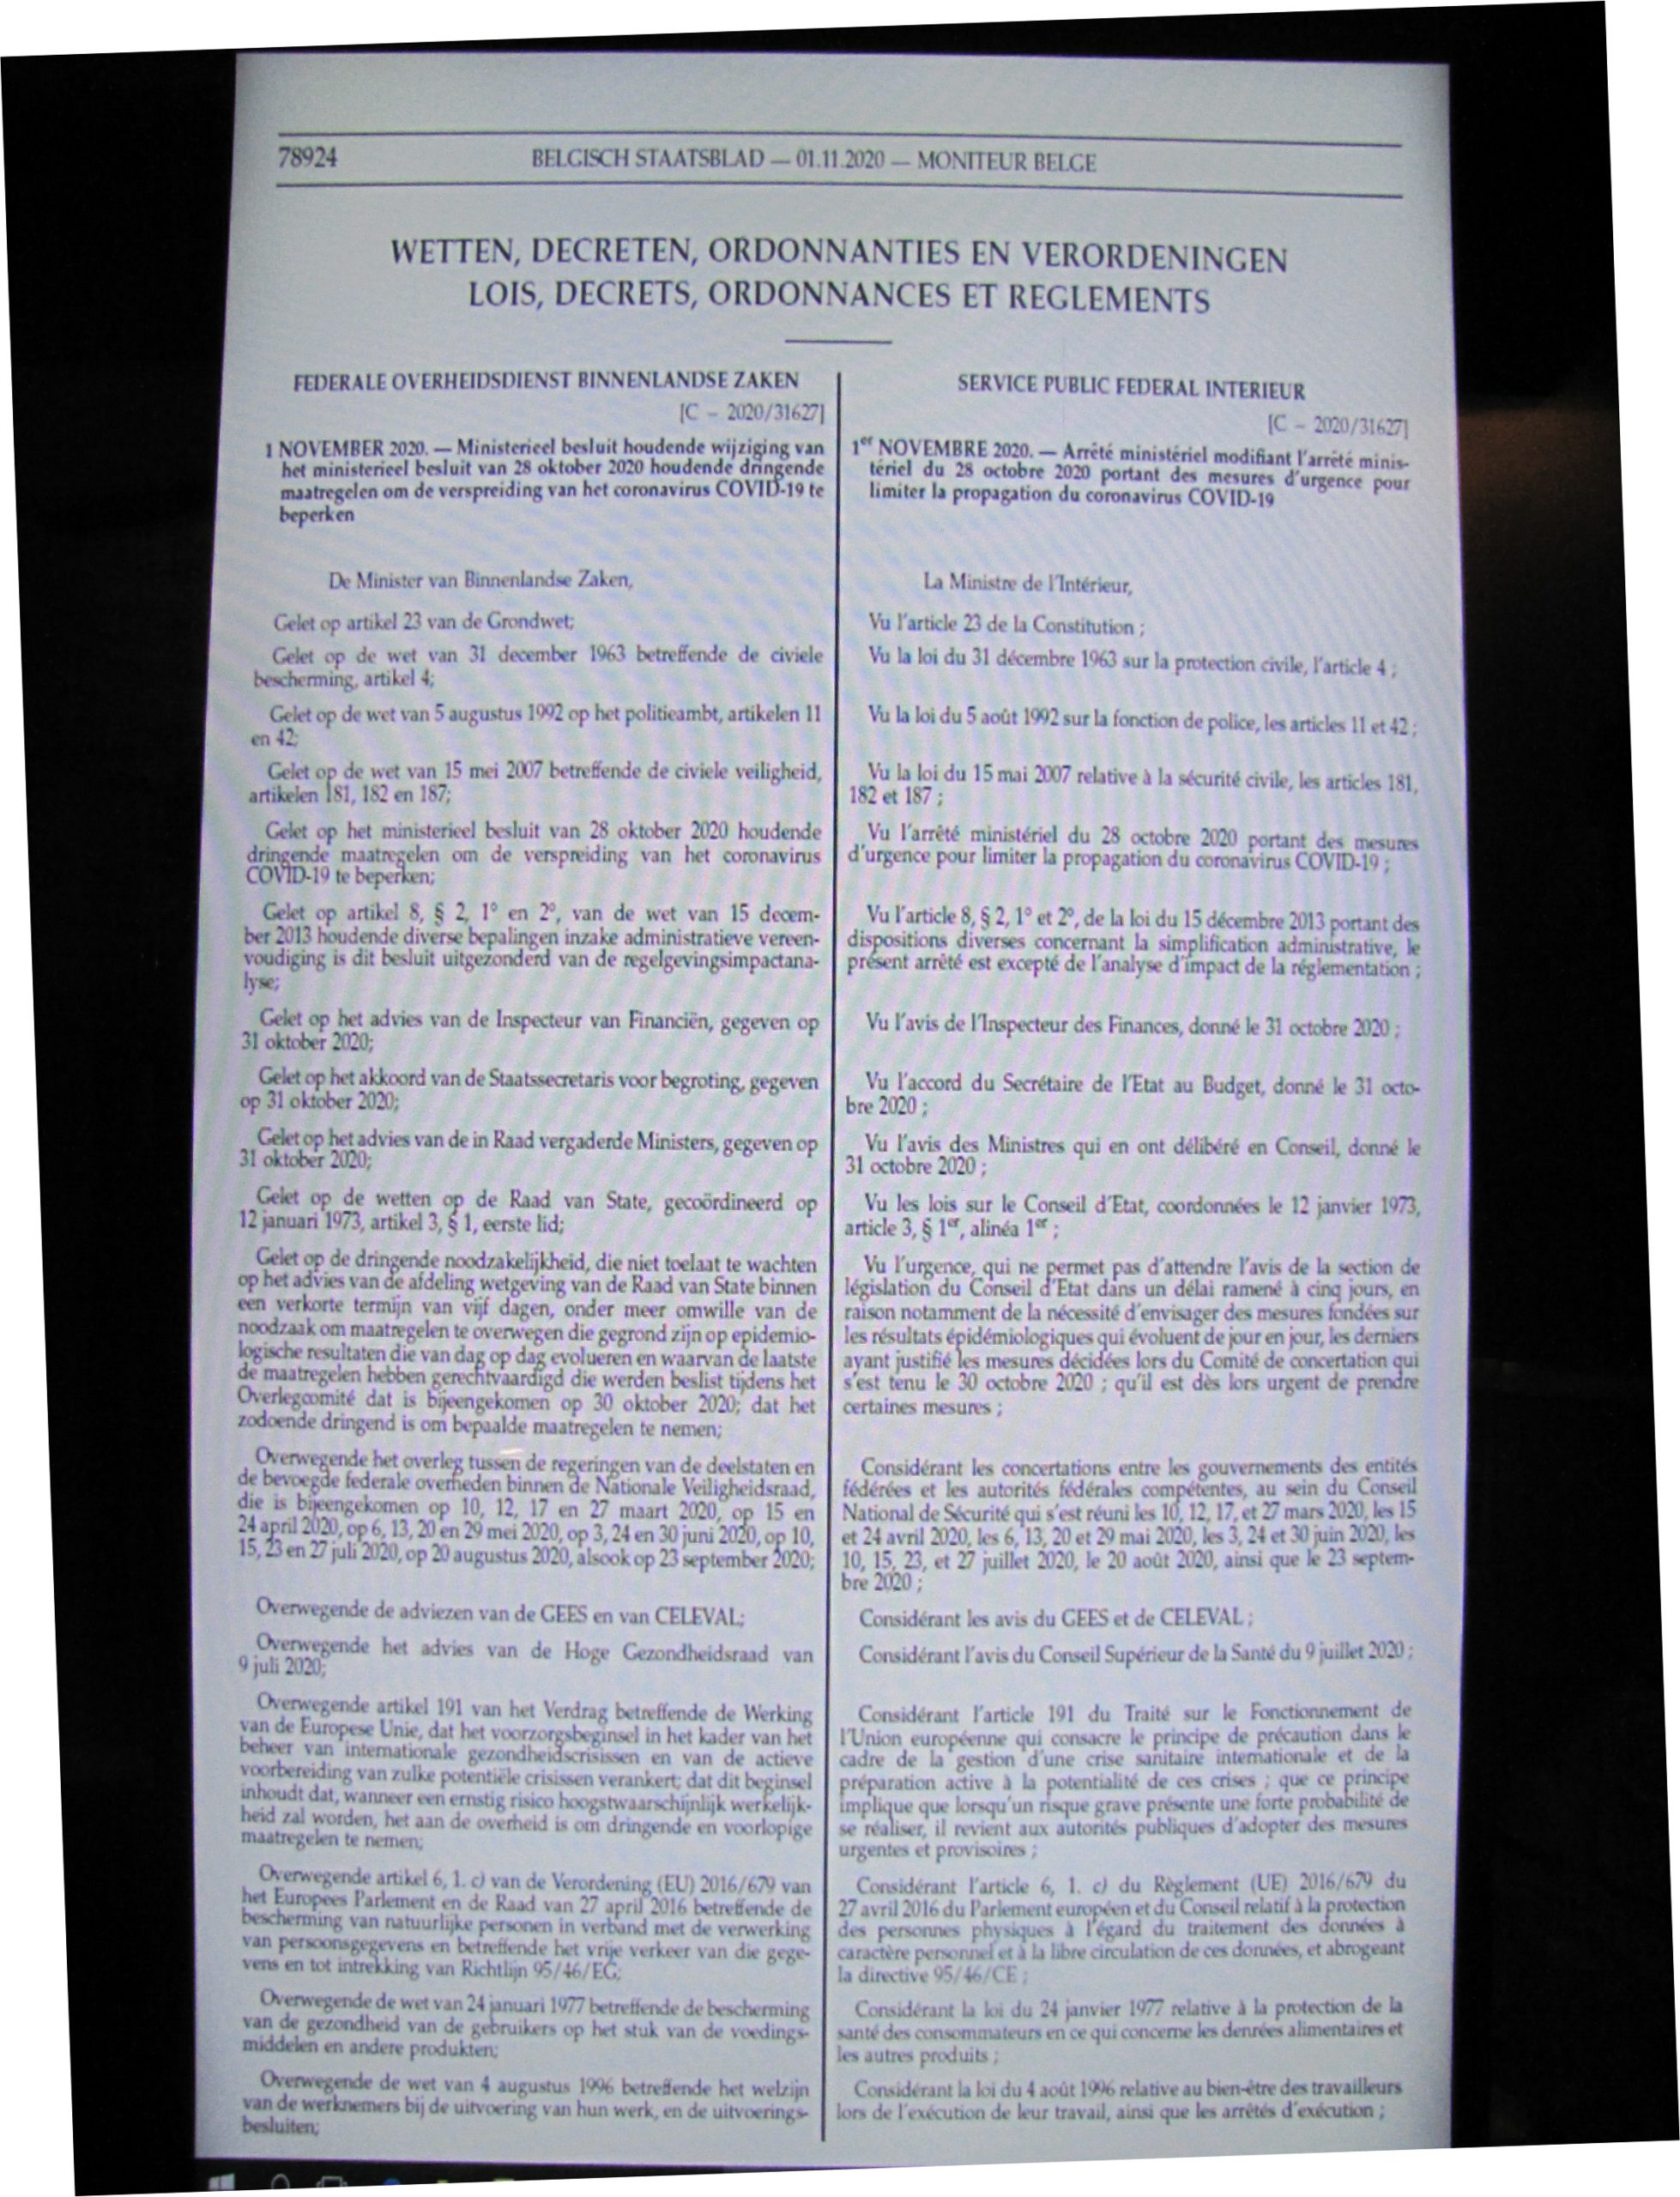 78924
BELGISCH STAATSBLAD — 01.11.2020 — MONITEUR BELGE
WETTEN, DECRETEN, ORDONNANTIES EN VERORDENINGEN
LOIS, DECRETS, ORDONNANCES ET REGLEMENTS
FEDERALE OVERHEIDSDIENST BINNENLANDSE ZAKEN
[C – 2020/31627]
1 NOVEMBER 2020. — Ministerieel besluit houdende wijziging van
het ministerieel besluit van 28 oktober 2020 houdende dringende
maatregelen om de verspreiding van het coronavirus COVID-19 te
beperken
De Minister van Binnenlandse Zaken,
Gelet op artikel 23 van de Grondwet;
Gelet op de wet van 31 december 1963 betreffende de civiele
bescherming, artikel 4;
Gelet op de wet van 5 augustus 1992 op het politieambt, artikelen 11
en 42;
Gelet op de wet van 15 mei 2007 betreffende de civiele veiligheid,
artikelen 181, 182 en 187;
Gelet op het ministerieel besluit van 28 oktober 2020 houdende
dringende maatregelen om de verspreiding van het coronavirus
COVID-19 te beperken;
Gelet op artikel 8, § 2, 1° en 2°, van de wet van 15 decem-
ber 2013 houdende diverse bepalingen inzake administratieve vereen-
voudiging is dit besluit uitgezonderd van de regelgevingsimpactana-
lyse;
Gelet op het advies van de Inspecteur van Financiën, gegeven op
31 oktober 2020;
Gelet op het akkoord van de Staatssecretaris voor begroting, gegeven
op 31 oktober 2020;
Gelet op het advies van de in Raad vergaderde Ministers, gegeven op
31 oktober 2020;
Gelet op de wetten op de Raad van State, gecoördineerd op
12 januari 1973, artikel 3, § 1, eerste lid;
Gelet op de dringende noodzakelijkheid, die niet toelaat te wachten
op het advies van de afdeling wetgeving van de Raad van State binnen
een verkorte termijn van vijf dagen, onder meer omwille van de
noodzaak om maatregelen te overwegen die gegrond zijn op epidemio-
logische resultaten die van dag op dag evolueren en waarvan de laatste
de maatregelen hebben gerechtvaardigd die werden beslist tijdens het
Overlegcomité dat is bijeengekomen op 30 oktober 2020; dat het
zodoende dringend is om bepaalde maatregelen te nemen;
Overwegende het overleg tussen de regeringen van de deelstaten en
de bevoegde federale overheden binnen de Nationale Veiligheidsraad,
die is bijeengekomen op 10, 12, 17 en 27 maart 2020, op 15 en
24 april 2020, op 6, 13, 20 en 29 mei 2020, op 3, 24 en 30 juni 2020, op 10,
15, 23 en 27 juli 2020, op 20 augustus 2020, alsook op 23 september 2020;
Overwegende de adviezen van de GEES en van CELEVAL;
Overwegende het advies van de Hoge Gezondheidsraad van
9 juli 2020;
Overwegende artikel 191 van het Verdrag betreffende de Werking
van de Europese Unie, dat het voorzorgsbeginsel in het kader van het
beheer van internationale gezondheidscrisissen en van de actieve
voorbereiding van zulke potentiële crisissen verankert; dat dit beginsel
inhoudt dat, wanneer een ernstig risico hoogstwaarschijnlijk werkelijk-
heid zal worden, het aan de overheid is om dringende en voorlopige
maatregelen te nemen;
Overwegende artikel 6, 1. c) van de Verordening (EU) 2016/679 van
het Europees Parlement en de Raad van 27 april 2016 betreffende de
bescherming van natuurlijke personen in verband met de verwerking
van persoonsgegevens en betreffende het vrije verkeer van die gege-
vens en tot intrekking van Richtlijn 95/46/EG;
Overwegende de wet van 24 januari 1977 betreffende de bescherming
van de gezondheid van de gebruikers op het stuk van de voedings-
middelen en andere produkten;
Overwegende de wet van 4 augustus 1996 betreffende het welzijn
van de werknemers bij de uitvoering van hun werk, en de uitvoerings-
besluiten;
SERVICE PUBLIC FEDERAL INTERIEUR
[C – 2020/31627]
1er NOVEMBRE 2020. — Arrêté ministériel modifiant l'arrêté minis-
tériel du 28 octobre 2020 portant des mesures d'urgence pour
limiter la propagation du coronavirus COVID-19
La Ministre de l'Intérieur,
Vu l'article 23 de la Constitution ;
Vu la loi du 31 décembre 1963 sur la protection civile, l'article 4 ;
Vu la loi du 5 août 1992 sur la fonction de police, les articles 11 et 42 ;
Vu la loi du 15 mai 2007 relative à la sécurité civile, les articles 181,
182 et 187 ;
Vu l'arrêté ministériel du 28 octobre 2020 portant des mesures
d'urgence pour limiter la propagation du coronavirus COVID-19 ;
Vu l'article 8, § 2, 1° et 2°, de la loi du 15 décembre 2013 portant des
dispositions diverses concernant la simplification administrative, le
présent arrêté est excepté de l'analyse d'impact de la réglementation ;
Vu l'avis de l'Inspecteur des Finances, donné le 31 octobre 2020 ;
Vu l'accord du Secrétaire de l'Etat au Budget, donné le 31 octo-
bre 2020 ;
Vu l'avis des Ministres qui en ont délibéré en Conseil, donné le
31 octobre 2020 ;
Vu les lois sur le Conseil d'Etat, coordonnées le 12 janvier 1973,
article 3, § 1er, alinéa 1er ;
Vu l'urgence, qui ne permet pas d'attendre l'avis de la section de
législation du Conseil d'Etat dans un délai ramené à cinq jours, en
raison notamment de la nécessité d'envisager des mesures fondées sur
les résultats épidémiologiques qui évoluent de jour en jour, les derniers
ayant justifié les mesures décidées lors du Comité de concertation qui
s'est tenu le 30 octobre 2020 ; qu'il est dès lors urgent de prendre
certaines mesures ;
Considérant les concertations entre les gouvernements des entités
fédérées et les autorités fédérales compétentes, au sein du Conseil
National de Sécurité qui s'est réuni les 10, 12, 17, et 27 mars 2020, les 15
et 24 avril 2020, les 6, 13, 20 et 29 mai 2020, les 3, 24 et 30 juin 2020, les
10, 15, 23, et 27 juillet 2020, le 20 août 2020, ainsi que le 23 septem-
bre 2020 ;
Considérant les avis du GEES et de CELEVAL ;
Considérant l'avis du Conseil Supérieur de la Santé du 9 juillet 2020 ;
Considérant l'article 191 du Traité sur le Fonctionnement de
l'Union européenne qui consacre le principe de précaution dans le
cadre de la gestion d'une crise sanitaire internationale et de la
préparation active à la potentialité de ces crises ; que ce principe
implique que lorsqu'un risque grave présente une forte probabilité de
se réaliser, il revient aux autorités publiques d'adopter des mesures
urgentes et provisoires ;
Considérant l'article 6, 1. c) du Règlement (UE) 2016/679 du
27 avril 2016 du Parlement européen et du Conseil relatif à la protection
des personnes physiques à l'égard du traitement des données à
caractère personnel et à la libre circulation de ces données, et abrogeant
la directive 95/46/CE ;
Considérant la loi du 24 janvier 1977 relative à la protection de la
santé des consommateurs en ce qui concerne les denrées alimentaires et
les autres produits ;
Considérant la loi du 4 août 1996 relative au bien-être des travailleurs
lors de l'exécution de leur travail, ainsi que les arrêtés d'exécution ;